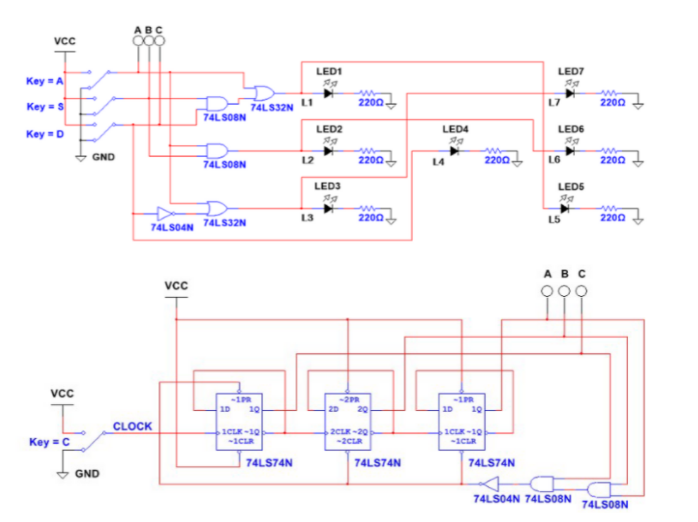 A B C
VCC
Key = A
Key = S
Key = D
GND
74LS08N
74LS32N
74LS08N
74LS04N
74LS32N
LED1
L1
220Ω
LED2
L2
220Ω
LED3
L3
220Ω
LED4
L4
220Ω
LED7
L7
220Ω
LED6
L6
220Ω
LED5
L5
220Ω
A B C
VCC
VCC
Key = C
CLOCK
GND
~1PR
1D 1Q
1CLK ~1Q
~1CLR
74LS74N
~2PR
2D 2Q
2CLK ~2Q
~2CLR
74LS74N
~1PR
1D 1Q
1CLK ~1Q
~1CLR
74LS74N
74LS04N 74LS08N
74LS08N